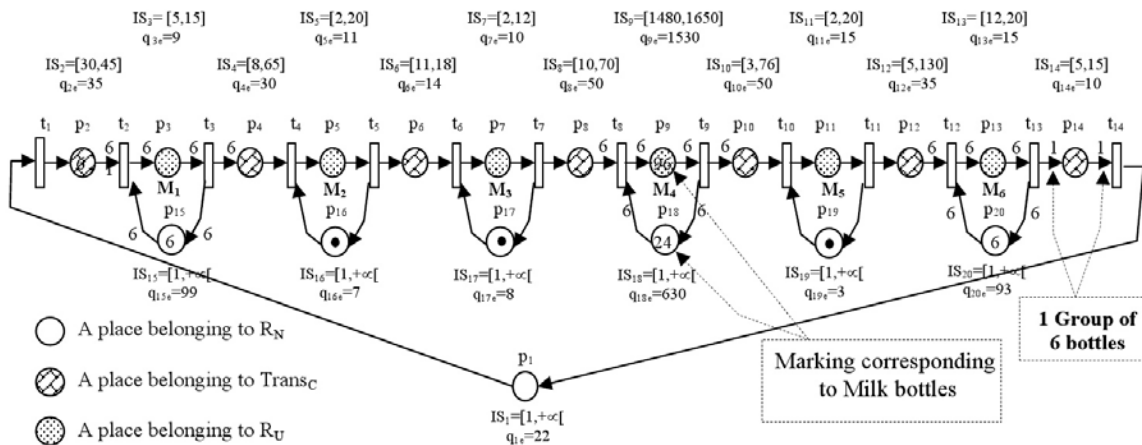 IS3= [5,15] IS5= [2,20] IS7= [2,12] IS9= [1480,1650] IS11= [2,20] IS13= [12,20]
q3e=9 q5e=11 q7e=10 q9e=1530 q11e=15 q13e=15
IS2= [30,45] IS4= [8,65] IS6= [11,18] IS8= [10,70] IS10= [3,76] IS12= [5,130] IS14= [5,15]
q2e=35 q4e=30 q6e=14 q8e=50 q10e=50 q12e=35 q14e=10
t1 p2 t2 p3 t3 p4 t4 p5 t5 p6 t6 p7 t7 p8 t8 p9 t9 p10 t10 p11 t11 p12 t12 p13 t13 p14 t14
6 6 6 6 6 6 6 6 6 6 6 1 1
1 96
M1 M2 M3 M4 M5 M6
p15 p16 p17 p18 p19 p20
6 6 6 6 24 6 6 6 6
IS15=[1,+∝[ IS16=[1,+∝[ IS17=[1,+∝[ IS18=[1,+∝[ IS19=[1,+∝[ IS20=[1,+∝[
q15e=99 q16e=7 q17e=8 q18e=630 q19e=3 q20e=93
A place belonging to RN
A place belonging to TransC
A place belonging to RU
p1
IS1=[1,+∝[
q1e=22
Marking corresponding
to Milk bottles
1 Group of
6 bottles